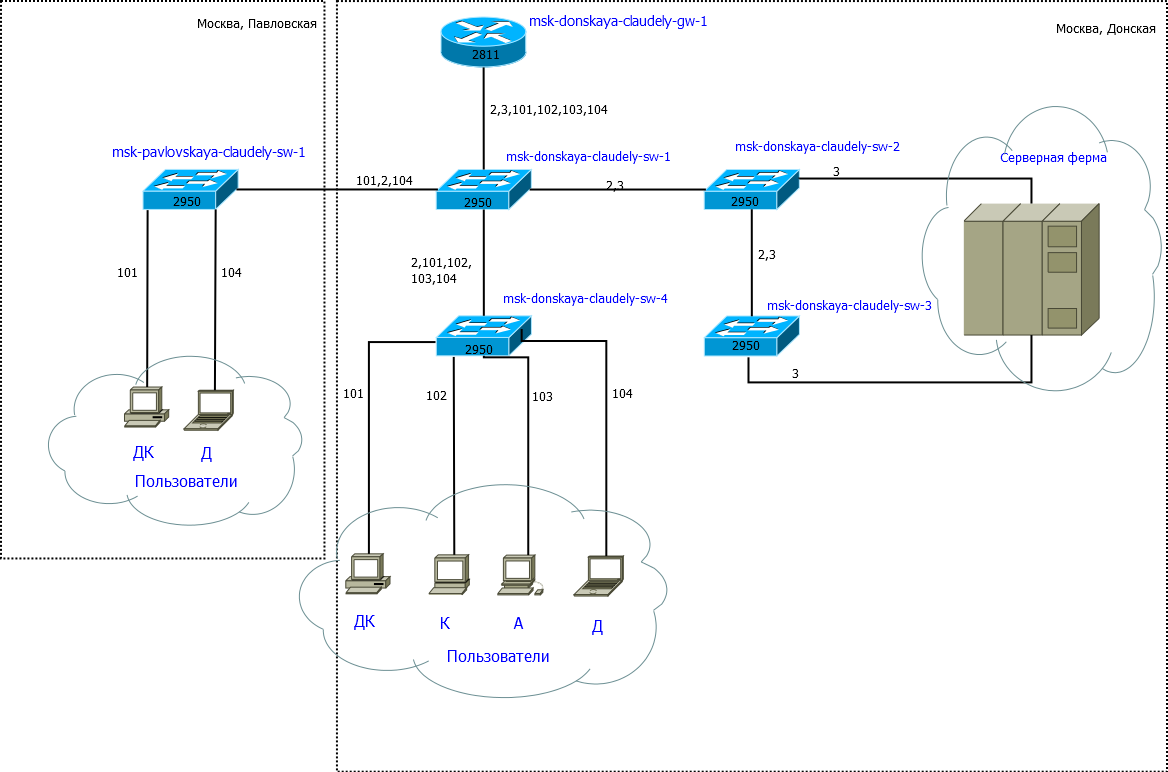 Москва, Павловская
msk-donskaya-claudely-gw-1
Москва, Донская
2811
2,3,101,102,103,104
msk-pavlovskaya-claudely-sw-1
msk-donskaya-claudely-sw-1
msk-donskaya-claudely-sw-2
Серверная ферма
3
101,2,104
2,3
2950
2950
2950
2,3
2,101,102,
103,104
101
104
msk-donskaya-claudely-sw-4
msk-donskaya-claudely-sw-3
2950
2950
3
101
102
103
104
ДК
Д
Пользователи
ДК
К
А
Д
Пользователи